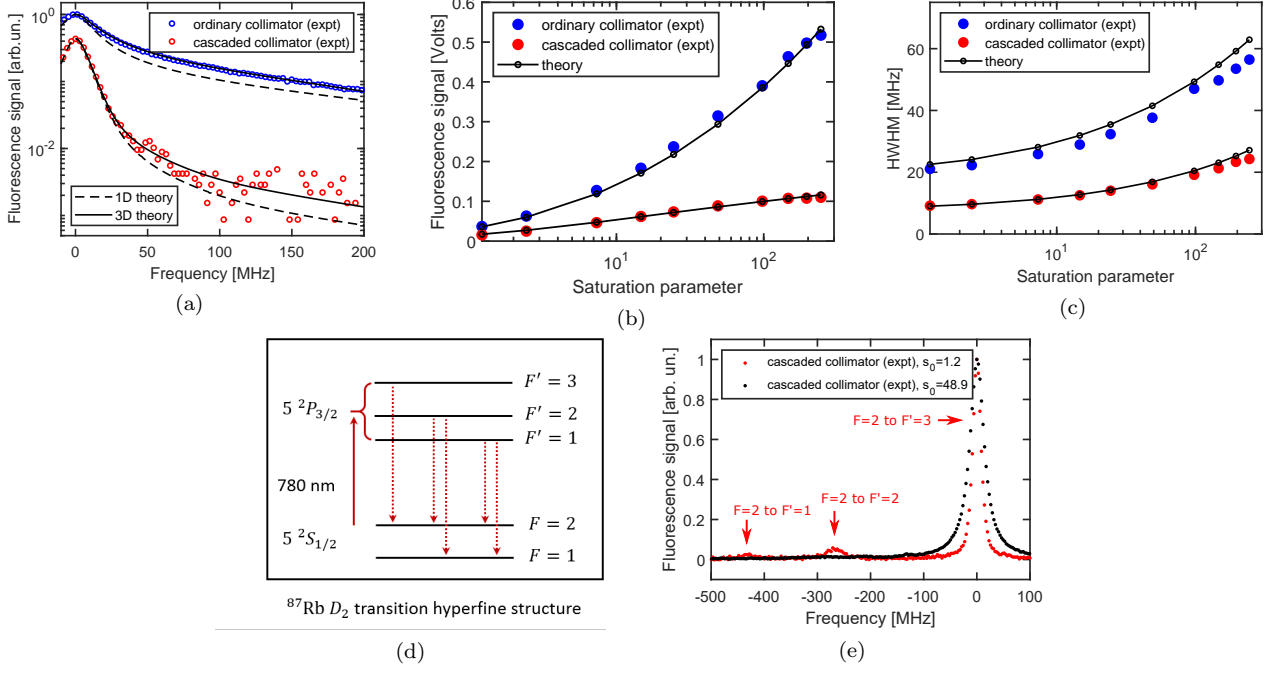 10^0
10^-2
Fluorescence signal [arb.un.]
ordinary collimator (expt)
cascaded collimator (expt)
1D theory
3D theory
0 50 100 150 200
Frequency [MHz]
(a)
0.6
0.5
0.4
0.3
0.2
0.1
0
Fluorescence signal [Volts]
ordinary collimator (expt)
cascaded collimator (expt)
theory
10^1 10^2
Saturation parameter
(b)
60
40
20
0
HWHM [MHz]
ordinary collimator (expt)
cascaded collimator (expt)
theory
10^1 10^2
Saturation parameter
(c)
F′ = 3
5 ²P₃/₂
F′ = 2
F′ = 1
780 nm
F = 2
5 ²S₁/₂
F = 1
⁸⁷Rb D₂ transition hyperfine structure
(d)
1
0.8
0.6
0.4
0.2
0
Fluorescence signal [arb. un.]
cascaded collimator (expt), s₀=1.2
cascaded collimator (expt), s₀=48.9
F=2 to F'=3
F=2 to F'=2
F=2 to F'=1
-500 -400 -300 -200 -100 0 100
Frequency [MHz]
(e)